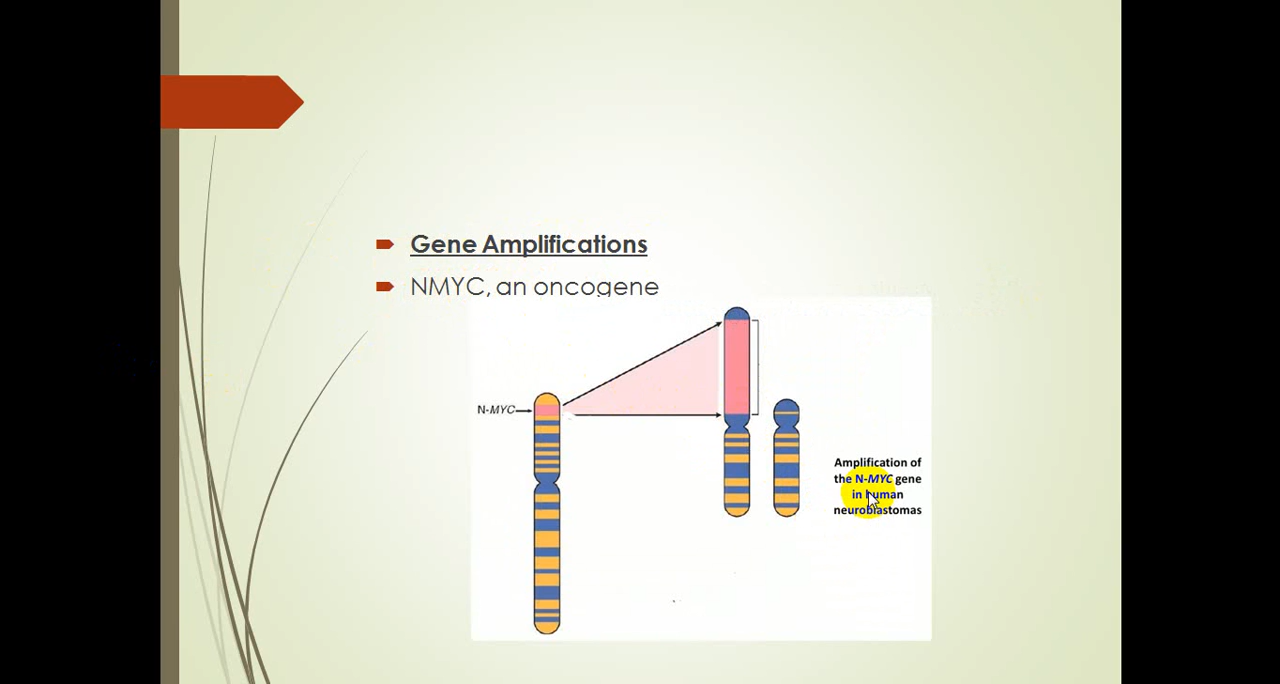 Gene Amplifications
NMYC, an oncogene
N-MYC
Amplification of
the N-MYC gene
in human
neuroblastomas